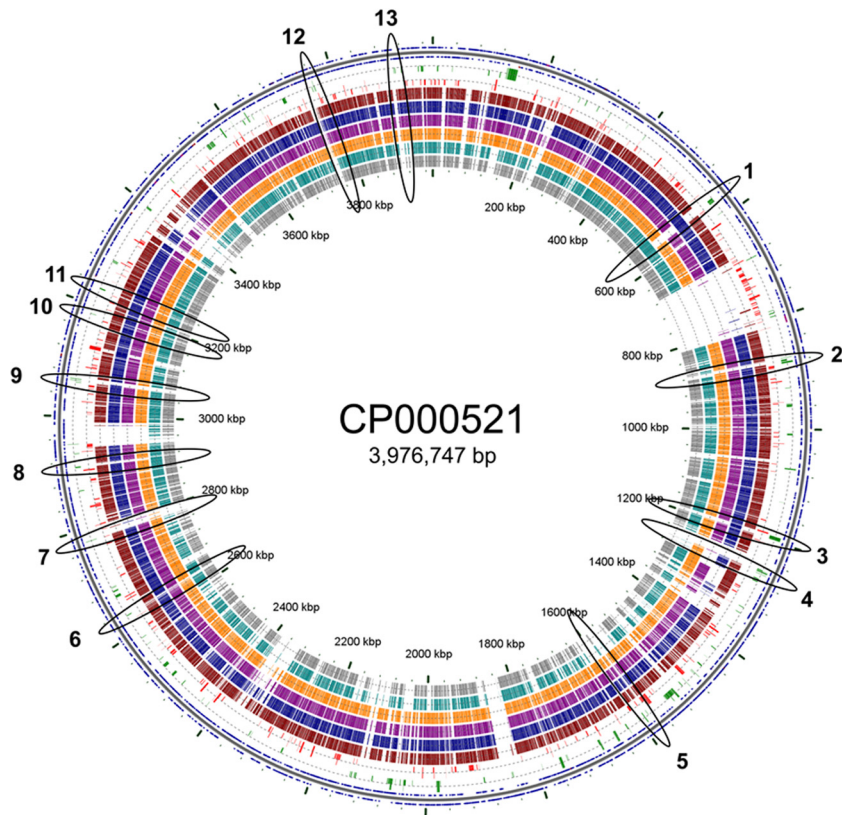 13
12
1
3800 kbp
200 kbp
3600 kbp
400 kbp
11
3400 kbp
600 kbp
10
3200 kbp
800 kbp
2
9
3000 kbp
CP000521
3,976,747 bp
1000 kbp
8
2800 kbp
1200 kbp
7
3
2600 kbp
1400 kbp
4
6
2400 kbp
1600 kbp
2200 kbp
2000 kbp
1800 kbp
5